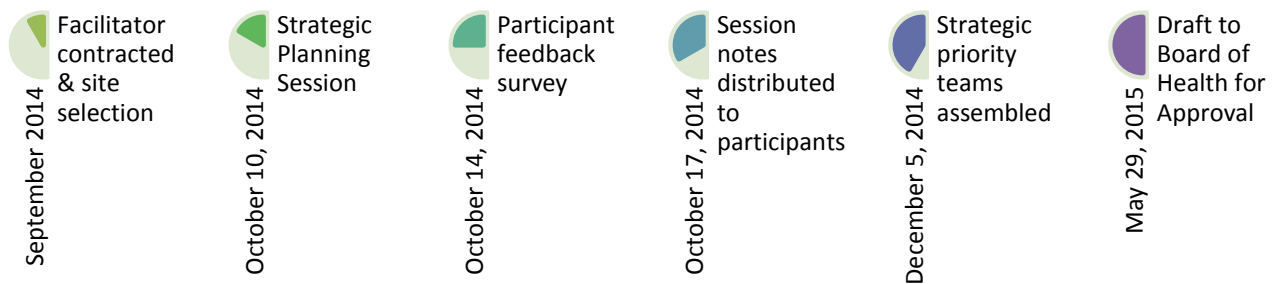 September 2014
Facilitator
contracted
& site
selection
October 10, 2014
Strategic
Planning
Session
October 14, 2014
Participant
feedback
survey
October 17, 2014
Session
notes
distributed
to
participants
December 5, 2014
Strategic
priority
teams
assembled
May 29, 2015
Draft to
Board of
Health for
Approval